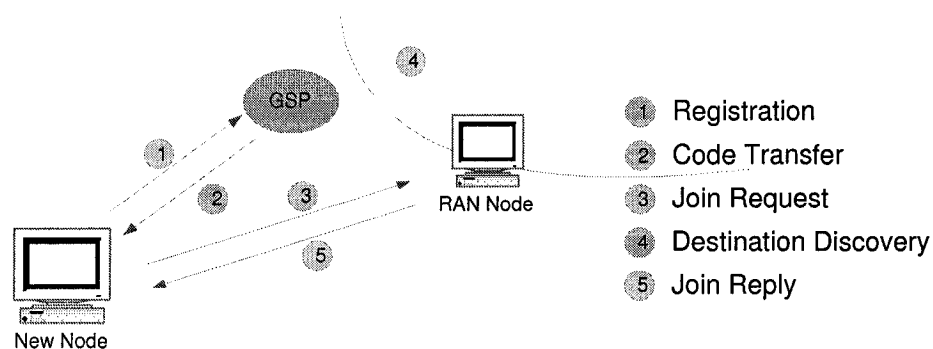 4
GSP
1
2
3
5
RAN Node
New Node
1 Registration
2 Code Transfer
3 Join Request
4 Destination Discovery
5 Join Reply